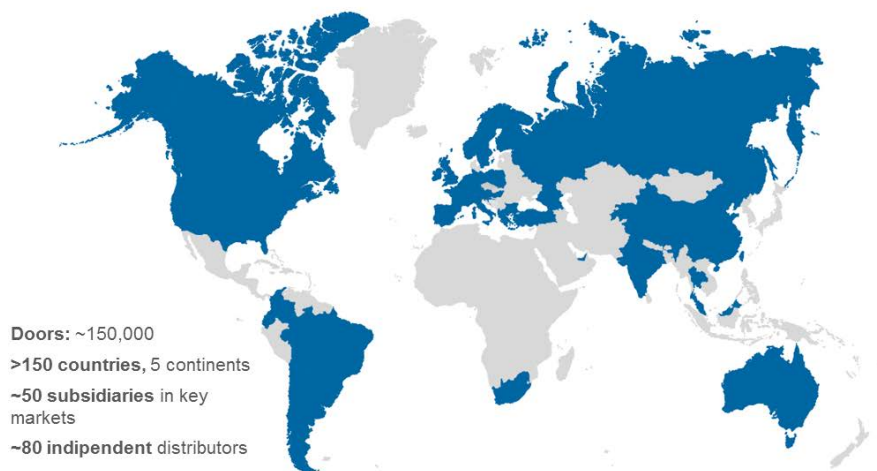 Doors: ~150,000
>150 countries, 5 continents
~50 subsidiaries in key
markets
~80 indipendent distributors